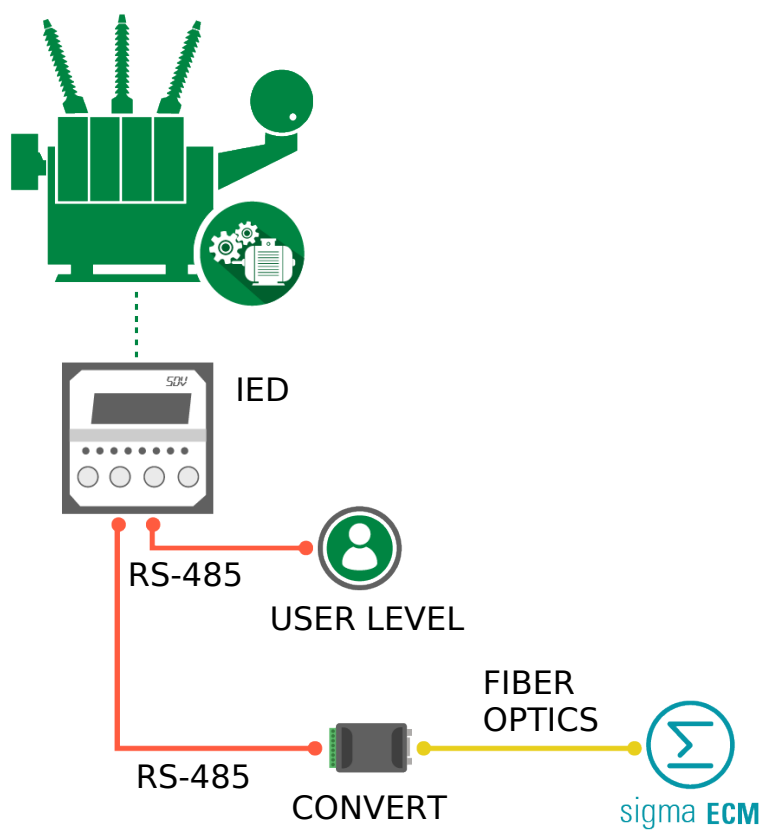 SDV
IED
RS-485
USER LEVEL
FIBER
OPTICS
RS-485
CONVERT
Σ
sigma ECM